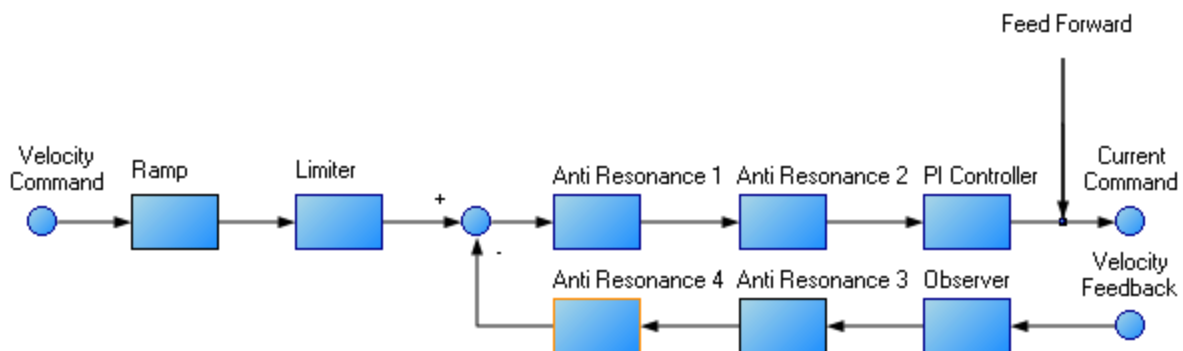 Feed Forward
Velocity
Command
Ramp
Limiter
Anti Resonance 1
Anti Resonance 2
PI Controller
Current
Command
+
-
Anti Resonance 4
Anti Resonance 3
Observer
Velocity
Feedback